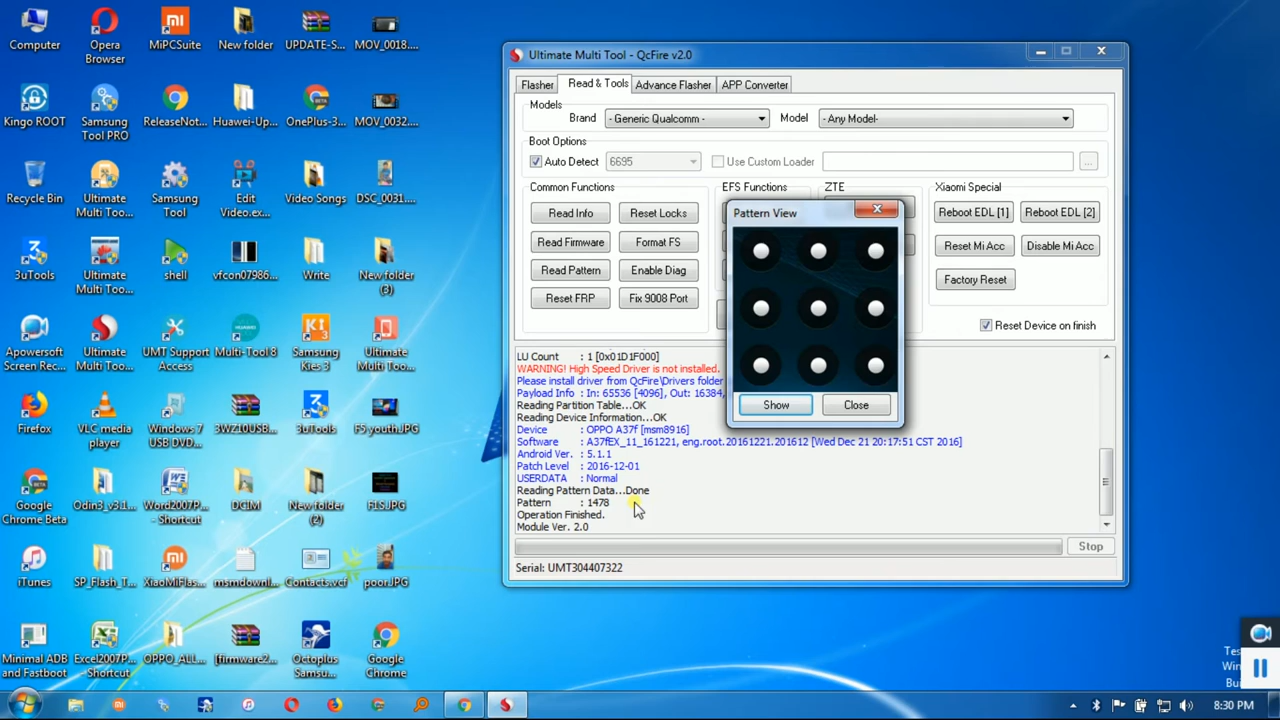 Computer
Opera
Browser
MiPCSuite
New folder
UPDATE-S...
MOV_0018....
Kingo ROOT
Samsung
Tool PRO
ReleaseNot...
Huawei-Up...
OnePlus-3...
MOV_0032....
Recycle Bin
Ultimate
Multi Too...
Samsung
Tool
Edit
Video.ex...
Video Songs
DSC_0031....
3uTools
Ultimate
Multi Too...
shell
vfcon07986...
Write
New folder
(3)
Apowersoft
Screen Rec...
Ultimate
Multi Too...
UMT Support
Access
Multi-Tool 8
Samsung
Kies 3
Ultimate
Multi Too...
Firefox
VLC media
player
Windows 7
USB DVD...
3WZ10USB...
3uTools
F5 youth.JPG
Google
Chrome Beta
Odin3_v3.1...
Word2007P...
- Shortcut
DCIM
New folder
(2)
F1S.JPG
iTunes
SP_Flash_T...
XiaoMiFlas...
msmdownl...
Contacts.vcf
poor.JPG
Minimal ADB
and Fastboot
Excel2007P...
- Shortcut
OPPO_ALL...
[firmware2...
Octoplus
Samsu...
Google
Chrome
Ultimate Multi Tool - QcFire v2.0
Flasher
Read & Tools
Advance Flasher
APP Converter
Models
Brand
- Generic Qualcomm -
Model
- Any Model-
Boot Options
Auto Detect
6695
Use Custom Loader
...
Common Functions
EFS Functions
ZTE
Xiaomi Special
Read Info
Reset Locks
Reboot EDL [1]
Reboot EDL [2]
Read Firmware
Format FS
Reset Mi Acc
Disable Mi Acc
Read Pattern
Enable Diag
Factory Reset
Reset FRP
Fix 9008 Port
Reset Device on finish
Pattern View
Show
Close
LU Count : 1 [0x01D1F000]
WARNING! High Speed Driver is not installed.
Please install driver from QcFire\Drivers folder
Payload Info : In: 65536 [4096], Out: 16384,
Reading Partition Table...OK
Reading Device Information...OK
Device : OPPO A37f [msm8916]
Software : A37fEX_11_161221, eng.root.20161221.201612 [Wed Dec 21 20:17:51 CST 2016]
Android Ver. : 5.1.1
Patch Level : 2016-12-01
USERDATA : Normal
Reading Pattern Data...Done
Pattern : 1478
Operation Finished.
Module Ver. 2.0
Stop
Serial: UMT304407322
Tes
Win
Bui
8:30 PM